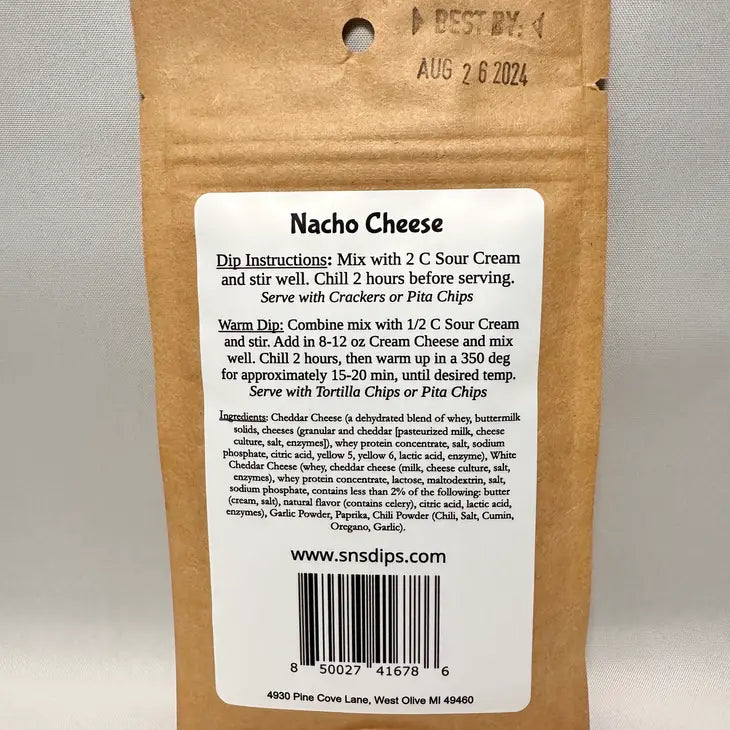 BEST BY:
AUG 26 2024
Nacho Cheese
Dip Instructions: Mix with 2 C Sour Cream
and stir well. Chill 2 hours before serving.
Serve with Crackers or Pita Chips
Warm Dip: Combine mix with 1/2 C Sour Cream
and stir. Add in 8-12 oz Cream Cheese and mix
well. Chill 2 hours, then warm up in a 350 deg
for approximately 15-20 min, until desired temp.
Serve with Tortilla Chips or Pita Chips
Ingredients: Cheddar Cheese (a dehydrated blend of whey, buttermilk
solids, cheeses (granular and cheddar [pasteurized milk, cheese
culture, salt, enzymes]), whey protein concentrate, salt, sodium
phosphate, citric acid, yellow 5, yellow 6, lactic acid, enzyme), White
Cheddar Cheese (whey, cheddar cheese (milk, cheese culture, salt,
enzymes), whey protein concentrate, lactose, maltodextrin, salt,
sodium phosphate, contains less than 2% of the following: butter
(cream, salt), natural flavor (contains celery), citric acid, lactic acid,
enzymes), Garlic Powder, Paprika, Chili Powder (Chili, Salt, Cumin,
Oregano, Garlic).
www.snsdips.com
8 50027 41678 6
4930 Pine Cove Lane, West Olive MI 49460